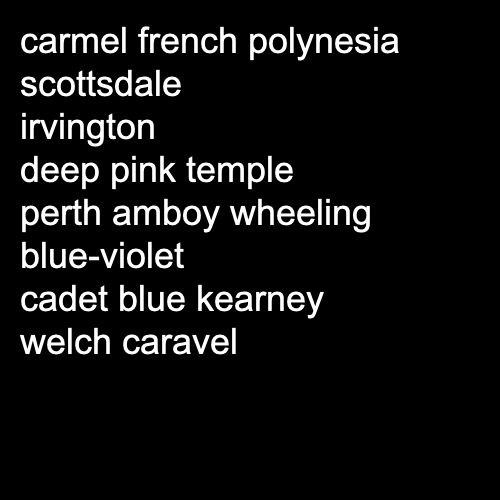 carmel french polynesia
scottsdale
irvington
deep pink temple
perth amboy wheeling
blue-violet
cadet blue kearney
welch caravel